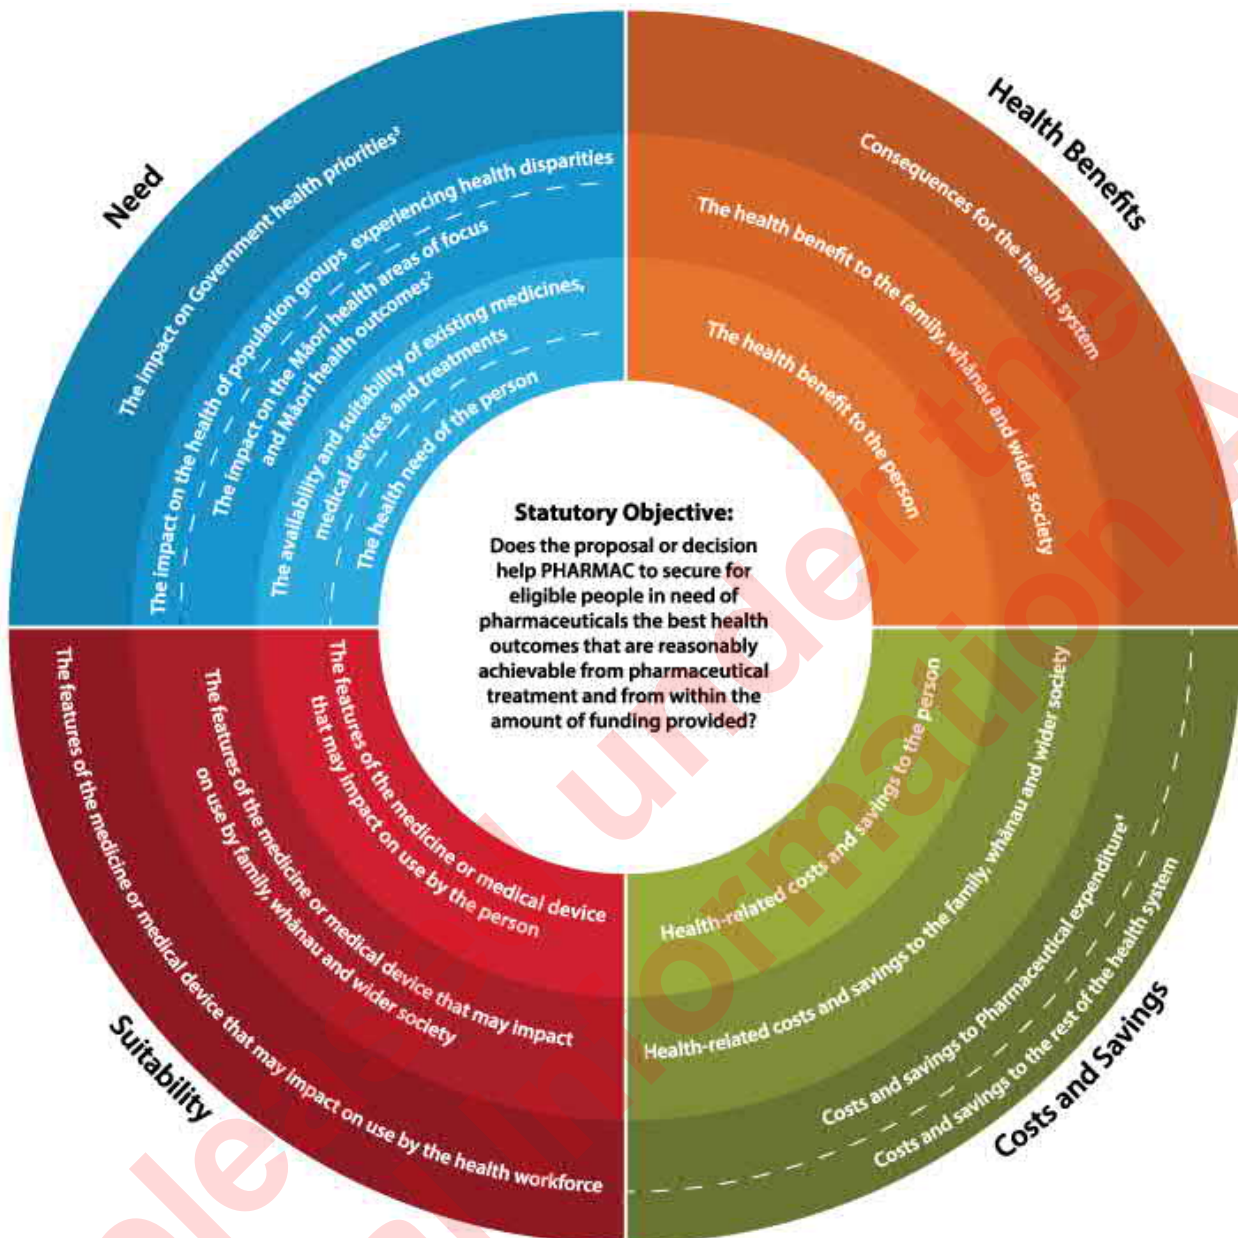 Need
The impact on Government health priorities³
The impact on the health of population groups experiencing health disparities
The impact on the Māori health areas of focus
and Māori health outcomes²
The availability and suitability of existing medicines,
medical devices and treatments
The health need of the person
Health Benefits
Consequences for the health system
The health benefit to the family, whānau and wider society
The health benefit to the person
Statutory Objective:
Does the proposal or decision
help PHARMAC to secure for
eligible people in need of
pharmaceuticals the best health
outcomes that are reasonably
achievable from pharmaceutical
treatment and from within the
amount of funding provided?
Suitability
The features of the medicine or medical device
that may impact on use by the person
The features of the medicine or medical device that may impact
on use by family, whānau and wider society
The features of the medicine or medical device that may impact on use by the health workforce
Costs and Savings
Health-related costs and savings to the person
Health-related costs and savings to the family, whānau and wider society
Costs and savings to Pharmaceutical expenditure⁴
Costs and savings to the rest of the health system
under the